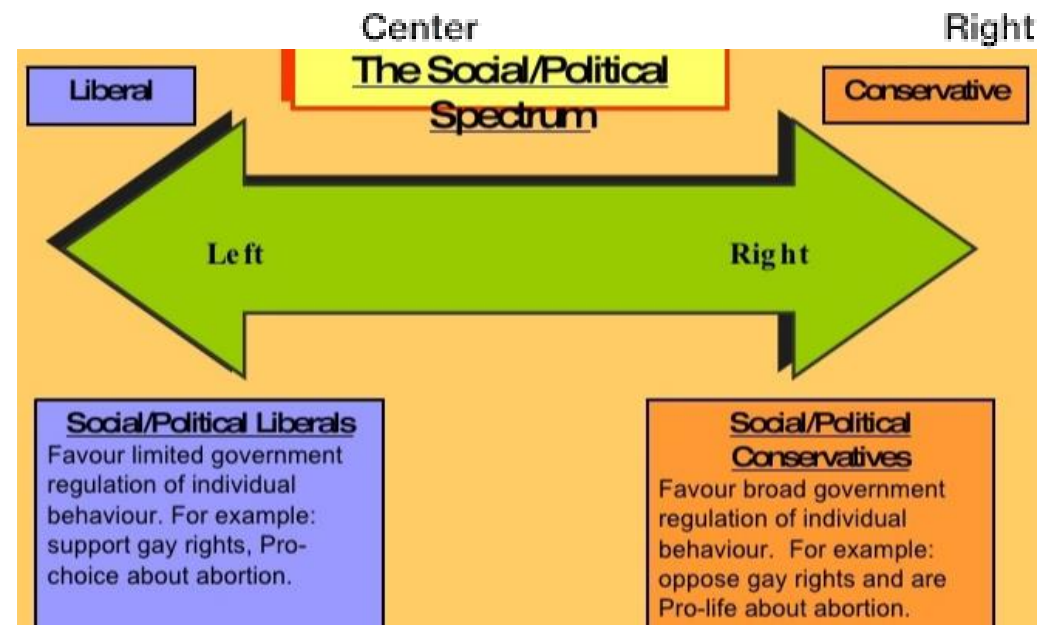 Center
Right
Liberal
The Social/Political
Spectrum
Conservative
Left
Right
Social/Political Liberals
Favour limited government
regulation of individual
behaviour. For example:
support gay rights, Pro-
choice about abortion.
Social/Political
Conservatives
Favour broad government
regulation of individual
behaviour. For example:
oppose gay rights and are
Pro-life about abortion.